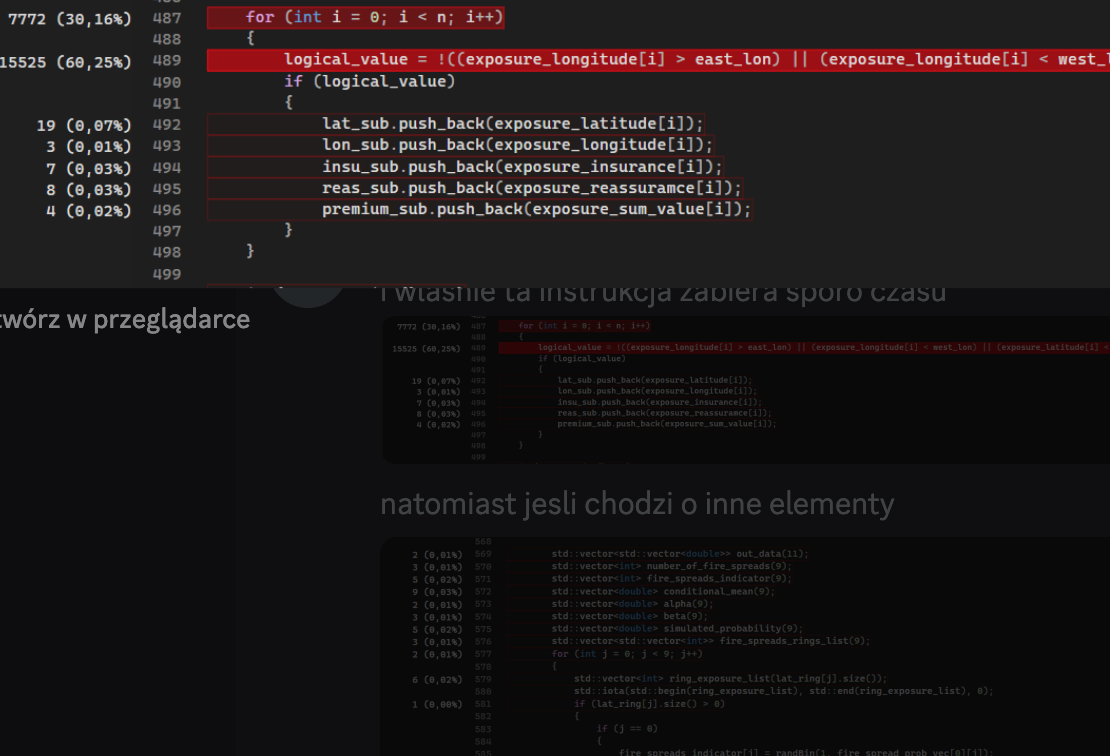 7772 (30,16%) 487 for (int i = 0; i < n; i++)
488 {
15525 (60,25%) 489 logical_value = !((exposure_longitude[i] > east_lon) || (exposure_longitude[i] < west_l
490 if (logical_value)
491 {
19 (0,07%) 492 lat_sub.push_back(exposure_latitude[i]);
3 (0,01%) 493 lon_sub.push_back(exposure_longitude[i]);
7 (0,03%) 494 insu_sub.push_back(exposure_insurance[i]);
8 (0,03%) 495 reas_sub.push_back(exposure_reassuramce[i]);
4 (0,02%) 496 premium_sub.push_back(exposure_sum_value[i]);
497 }
498 }
499
i właśnie ta instrukcja zabiera sporo czasu
twórz w przeglądarce
7772 (30,16%) 487 for (int i = 0; i < n; i++)
488 {
15525 (60,25%) 489 logical_value = !((exposure_longitude[i] > east_lon) || (exposure_longitude[i] < west_lon) || (exposure_latitude[i] <
490 if (logical_value)
491 {
19 (0,07%) 492 lat_sub.push_back(exposure_latitude[i]);
3 (0,01%) 493 lon_sub.push_back(exposure_longitude[i]);
7 (0,03%) 494 insu_sub.push_back(exposure_insurance[i]);
8 (0,03%) 495 reas_sub.push_back(exposure_reassuramce[i]);
4 (0,02%) 496 premium_sub.push_back(exposure_sum_value[i]);
497 }
498 }
499
natomiast jesli chodzi o inne elementy
568
2 (0,01%) 569 std::vector<std::vector<double>> out_data(11);
3 (0,01%) 570 std::vector<int> number_of_fire_spreads(9);
5 (0,02%) 571 std::vector<int> fire_spreads_indicator(9);
9 (0,03%) 572 std::vector<double> conditional_mean(9);
2 (0,01%) 573 std::vector<double> alpha(9);
3 (0,01%) 574 std::vector<double> beta(9);
5 (0,02%) 575 std::vector<double> simulated_probability(9);
3 (0,01%) 576 std::vector<std::vector<int>> fire_spreads_rings_list(9);
2 (0,01%) 577 for (int j = 0; j < 9; j++)
578 {
6 (0,02%) 579 std::vector<int> ring_exposure_list(lat_ring[j].size());
580 std::iota(std::begin(ring_exposure_list), std::end(ring_exposure_list), 0);
1 (0,00%) 581 if (lat_ring[j].size() > 0)
582 {
583 if (j == 0)
584 {
585 fire_spreads_indicator[j] = randBin(1, fire_spread_prob_vec[0][j]);